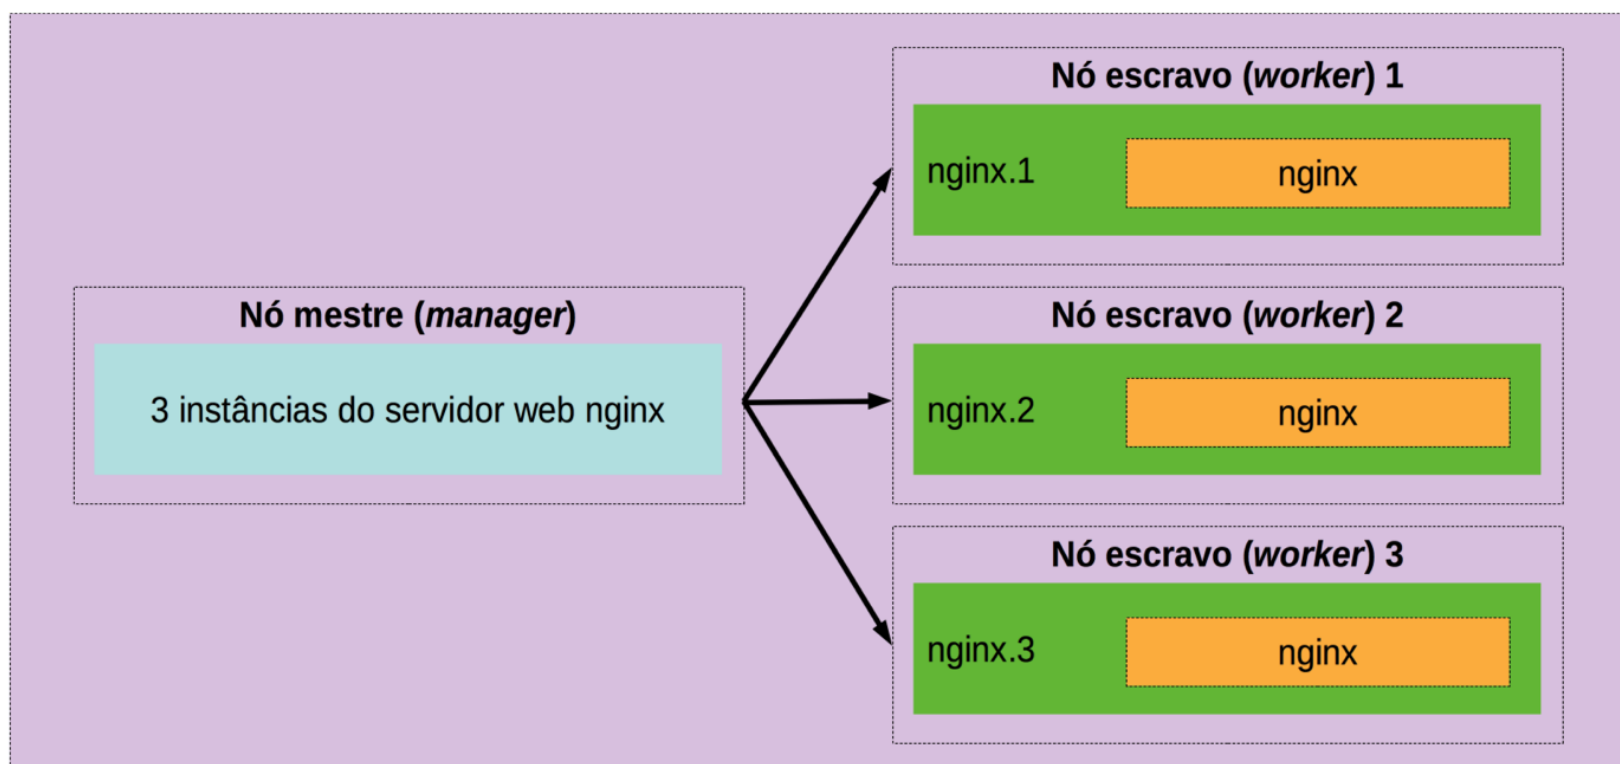 Nó mestre (manager)
3 instâncias do servidor web nginx
Nó escravo (worker) 1
nginx.1
nginx
Nó escravo (worker) 2
nginx.2
nginx
Nó escravo (worker) 3
nginx.3
nginx